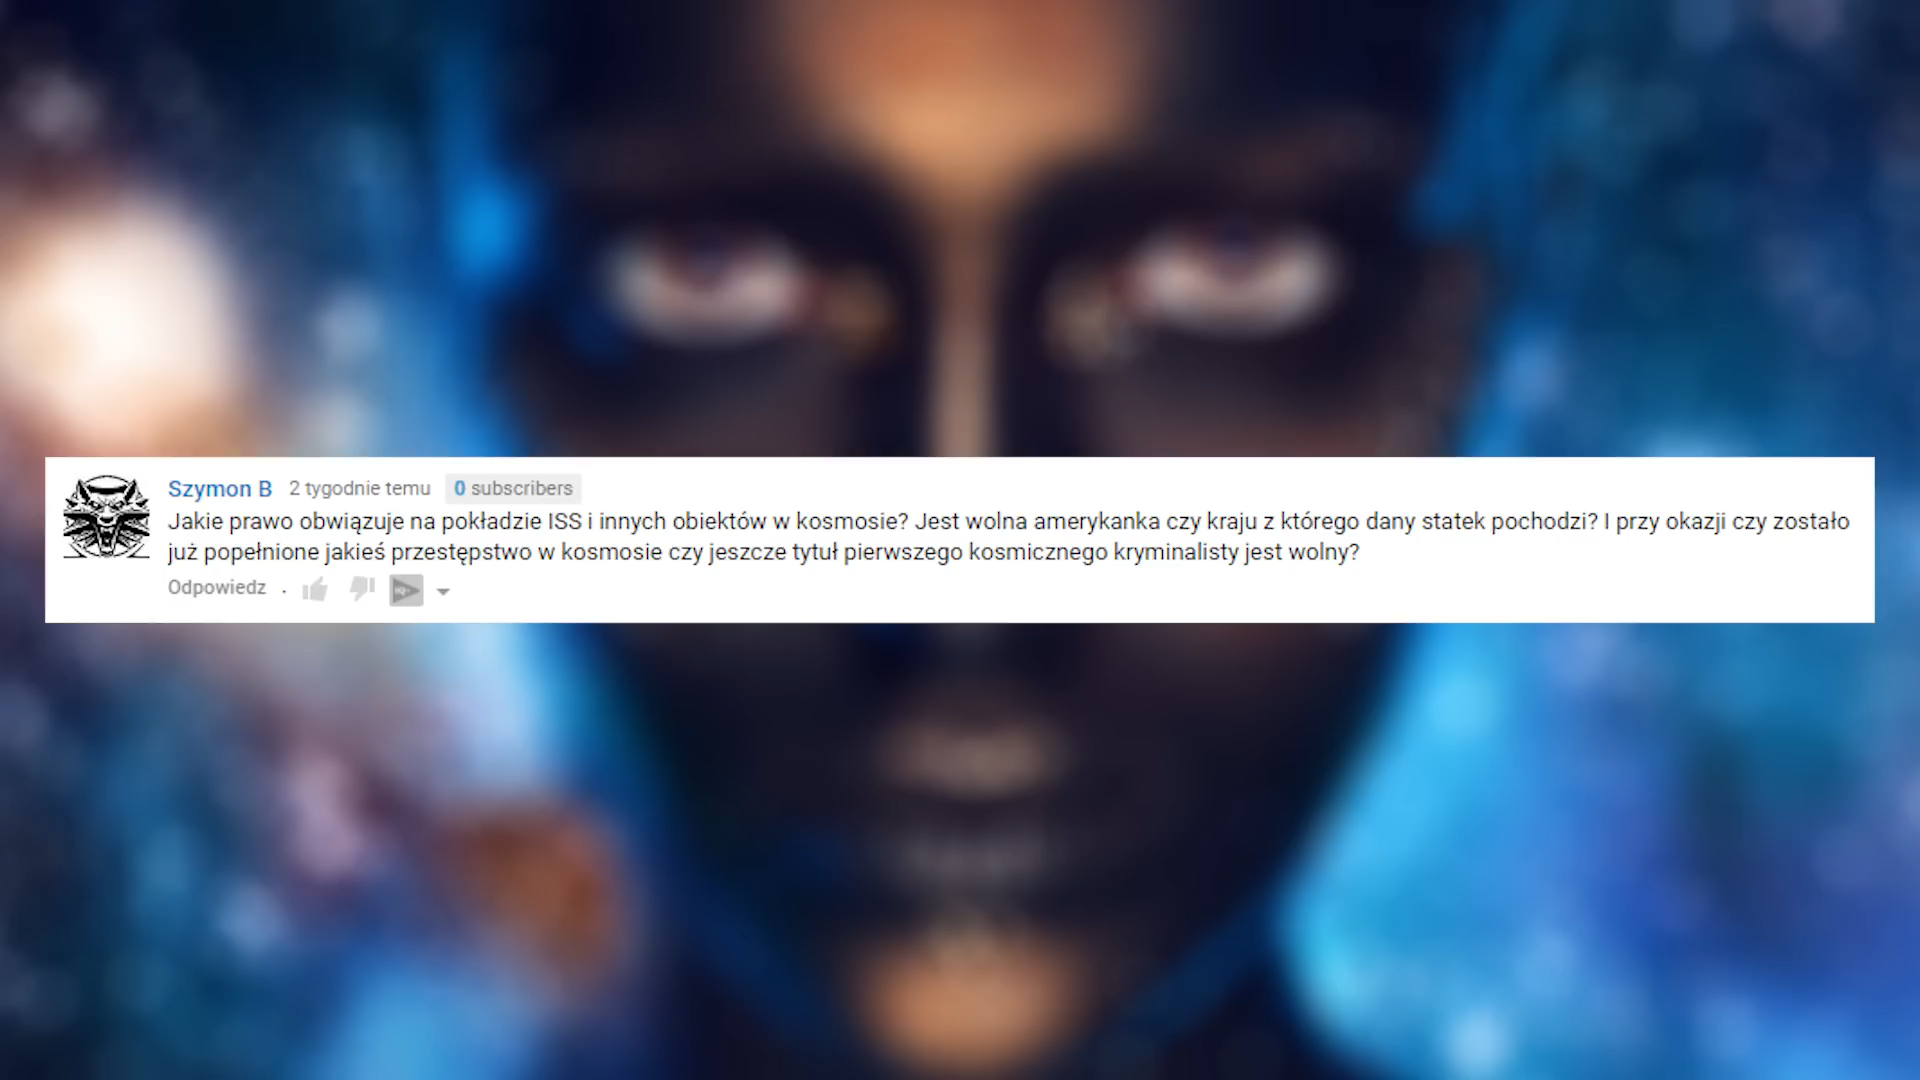 Szymon B 2 tygodnie temu 0 subscribers
Jakie prawo obwiązuje na pokładzie ISS i innych obiektów w kosmosie? Jest wolna amerykanka czy kraju z którego dany statek pochodzi? I przy okazji czy zostało
już popełnione jakieś przestępstwo w kosmosie czy jeszcze tytuł pierwszego kosmicznego kryminalisty jest wolny?
Odpowiedz